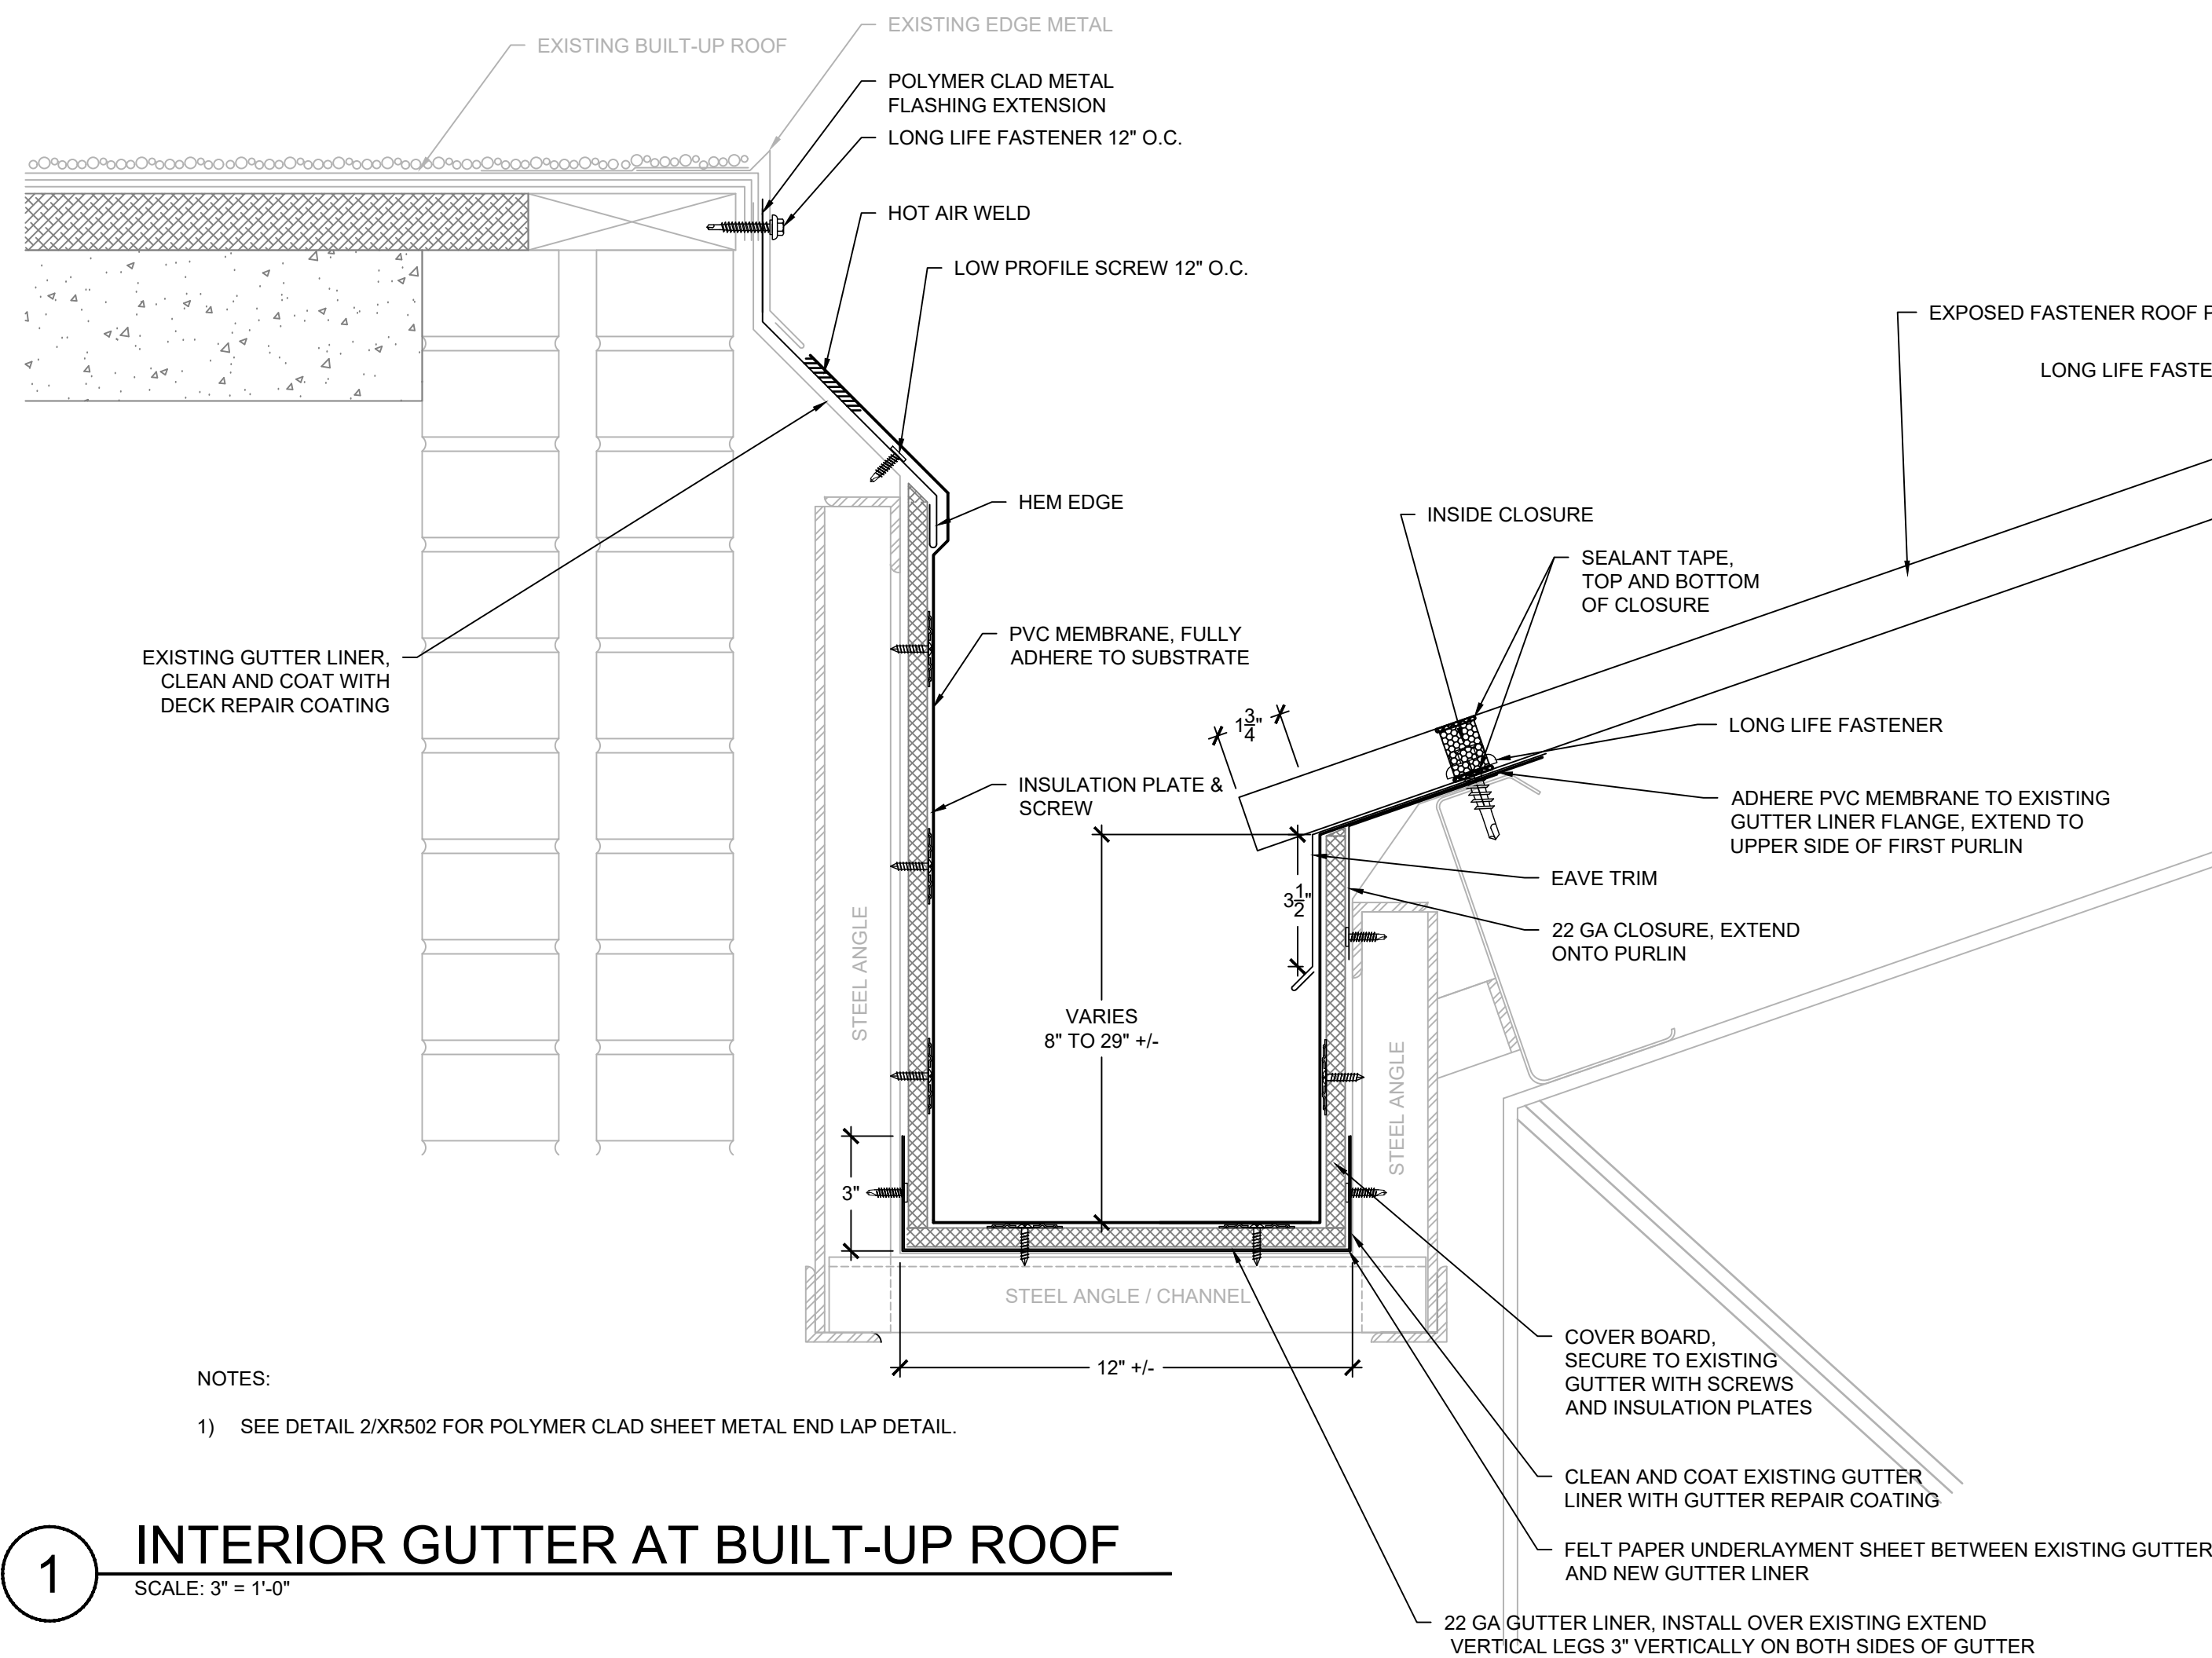 EXISTING EDGE METAL
EXISTING BUILT-UP ROOF
POLYMER CLAD METAL
FLASHING EXTENSION
LONG LIFE FASTENER 12" O.C.
HOT AIR WELD
LOW PROFILE SCREW 12" O.C.
EXPOSED FASTENER ROOF
LONG LIFE
HEM EDGE
INSIDE CLOSURE
SEALANT TAPE,
TOP AND BOTTOM
OF CLOSURE
EXISTING GUTTER LINER,
CLEAN AND COAT WITH
DECK REPAIR COATING
PVC MEMBRANE, FULLY
ADHERE TO SUBSTRATE
1 3/4"
LONG LIFE FASTENER
INSULATION PLATE &
SCREW
ADHERE PVC MEMBRANE TO EXISTING
GUTTER LINER FLANGE, EXTEND TO
UPPER SIDE OF FIRST PURLIN
EAVE TRIM
3 1/2"
22 GA CLOSURE, EXTEND
ONTO PURLIN
STEEL ANGLE
VARIES
8" TO 29" +/-
STEEL ANGLE
3"
STEEL ANGLE / CHANNEL
12" +/-
COVER BOARD,
SECURE TO EXISTING
GUTTER WITH SCREWS
AND INSULATION PLATES
CLEAN AND COAT EXISTING GUTTER
LINER WITH GUTTER REPAIR COATING
FELT PAPER UNDERLAYMENT SHEET BETWEEN EXISTING GUTTER
AND NEW GUTTER LINER
22 GA GUTTER LINER, INSTALL OVER EXISTING EXTEND
VERTICAL LEGS 3" VERTICALLY ON BOTH SIDES OF GUTTER
NOTES:
1) SEE DETAIL 2/XR502 FOR POLYMER CLAD SHEET METAL END LAP DETAIL.
1
INTERIOR GUTTER AT BUILT-UP ROOF
SCALE: 3" = 1'-0"